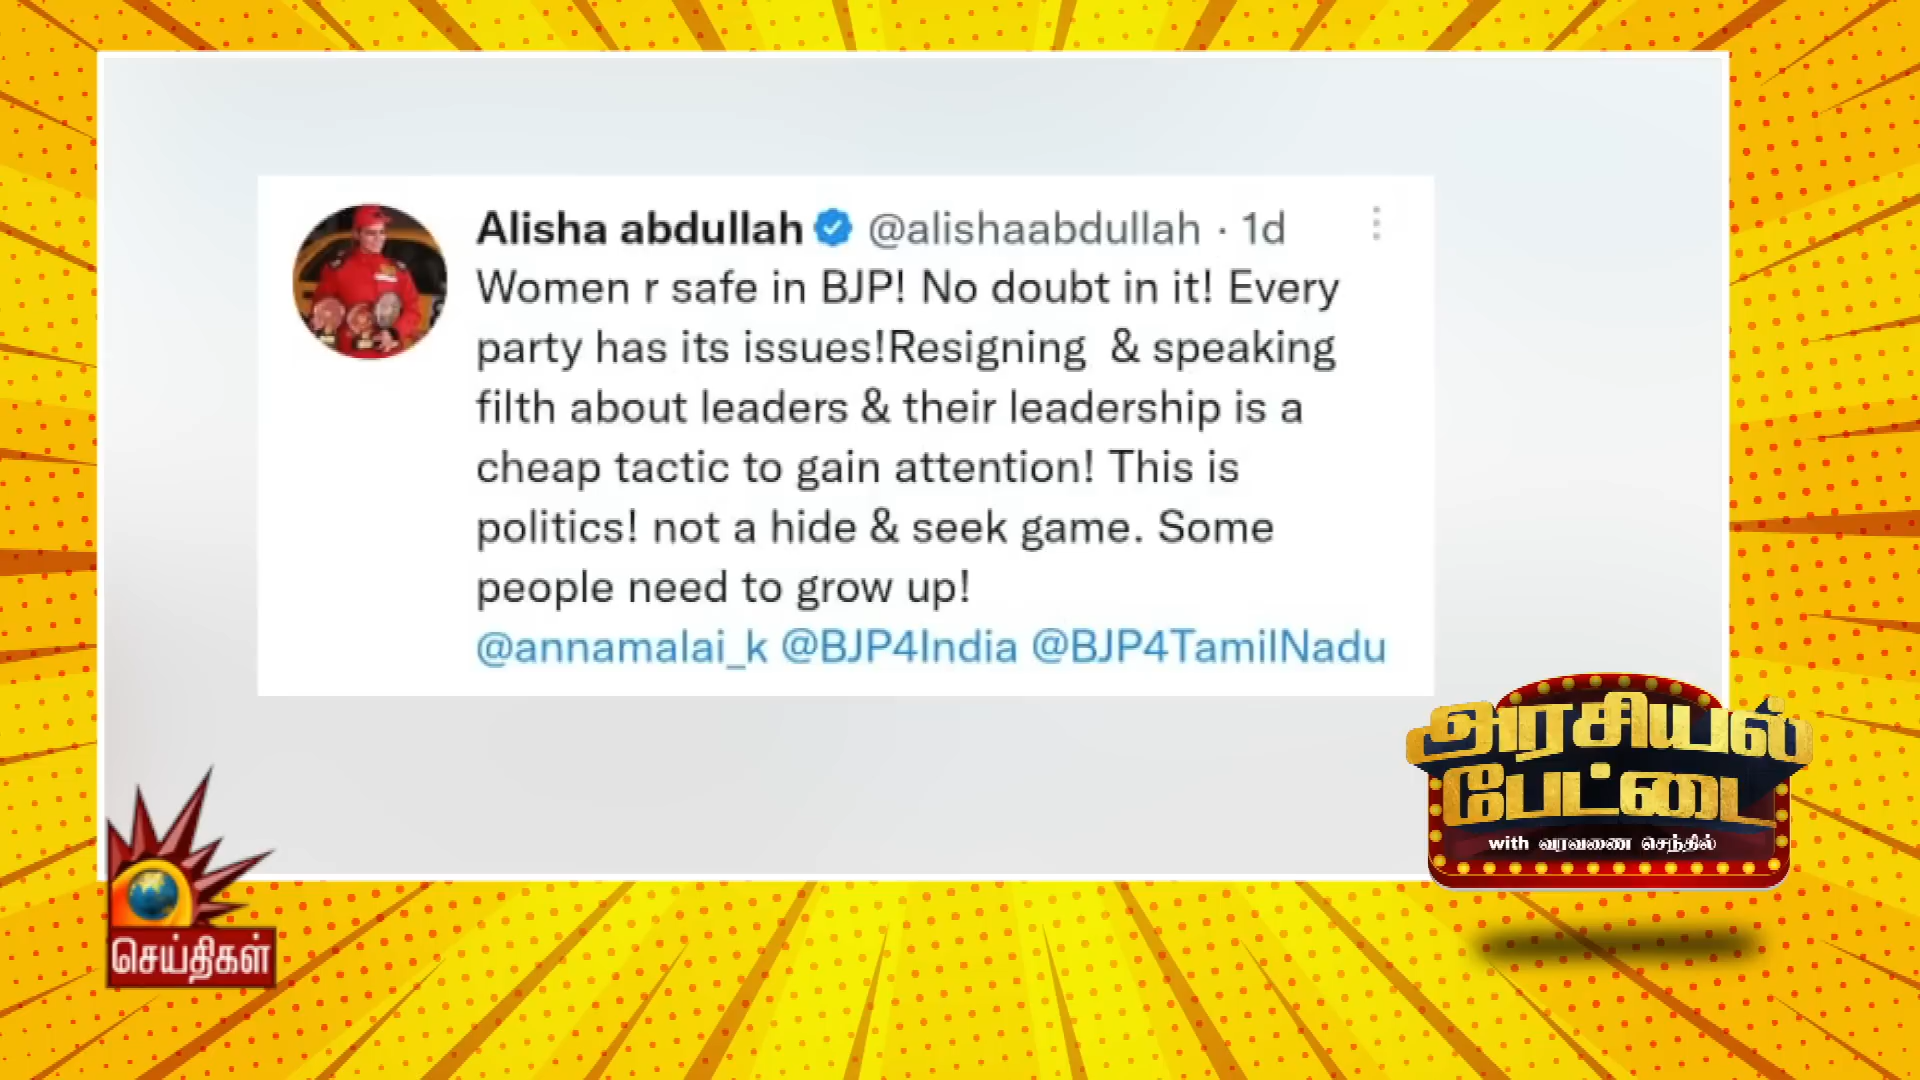 Alisha abdullah @alishaabdullah · 1d
Women r safe in BJP! No doubt in it! Every
party has its issues!Resigning & speaking
filth about leaders & their leadership is a
cheap tactic to gain attention! This is
politics! not a hide & seek game. Some
people need to grow up!
@annamalai_k @BJP4India @BJP4TamilNadu
அரசியல்
பேட்டை
with வரவணை செந்தில்
செய்திகள்